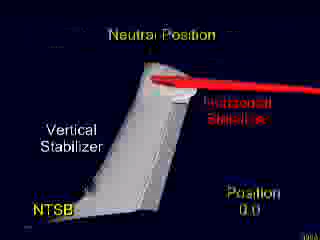 Neutral Position
Horizontal
Stabilizer
Vertical
Stabilizer
Position
NTSB
0.0